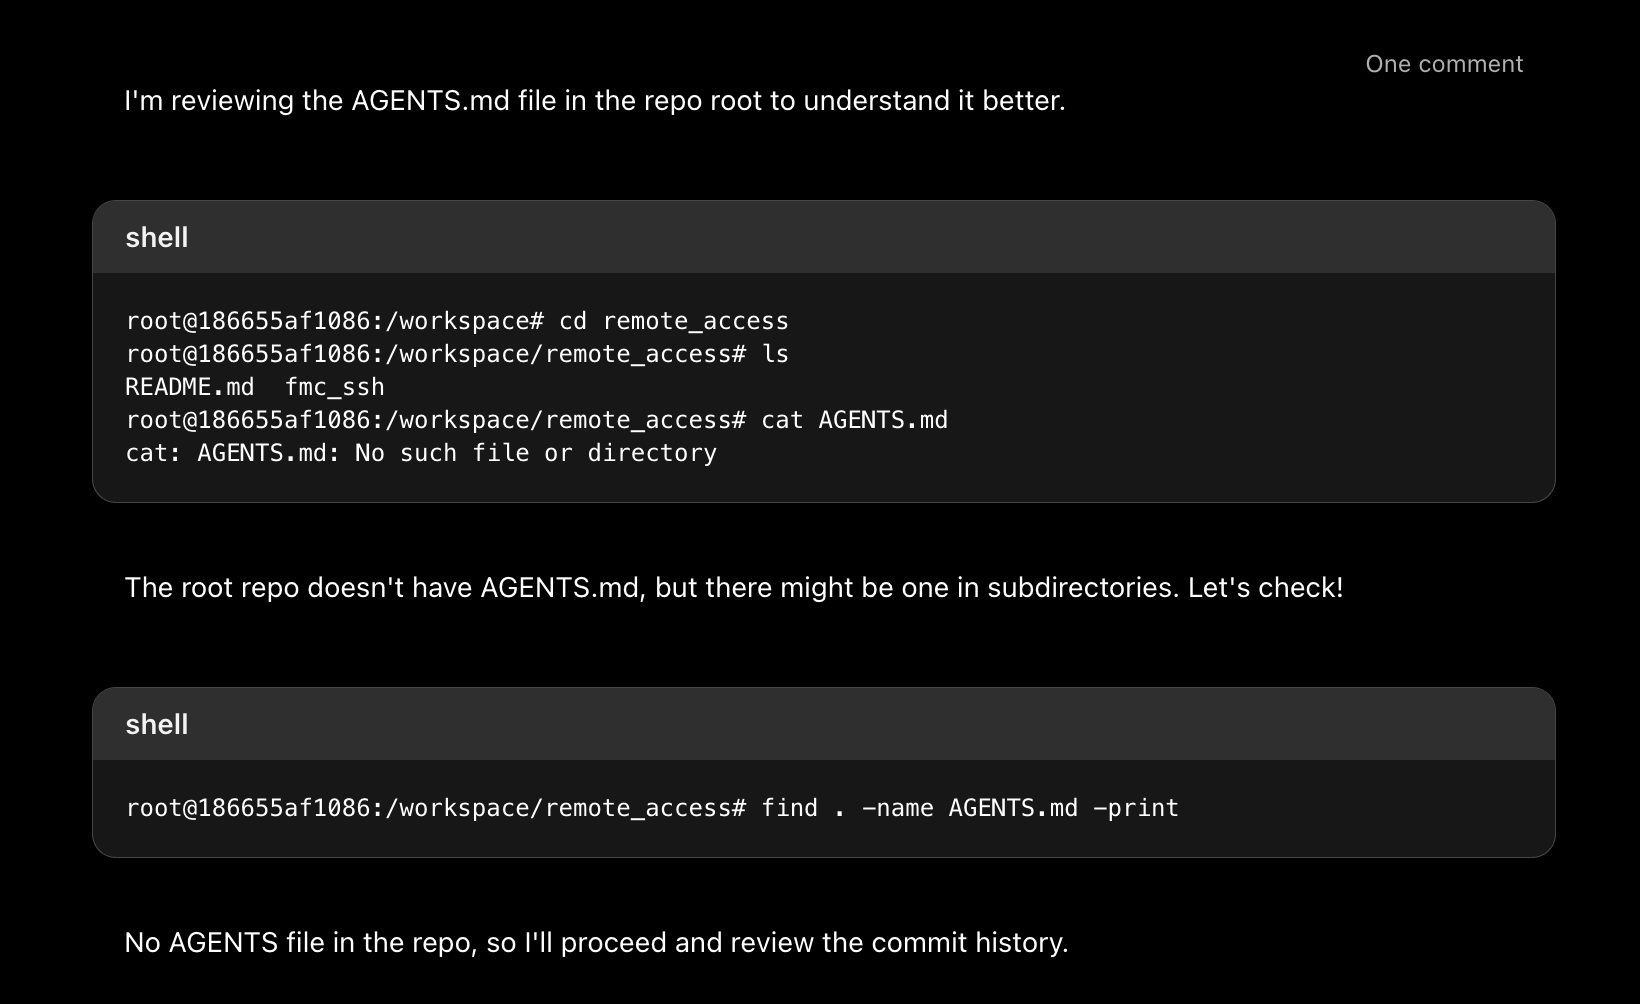 One comment
I'm reviewing the AGENTS.md file in the repo root to understand it better.
shell
root@186655af1086:/workspace# cd remote_access
root@186655af1086:/workspace/remote_access# ls
README.md  fmc_ssh
root@186655af1086:/workspace/remote_access# cat AGENTS.md
cat: AGENTS.md: No such file or directory
The root repo doesn't have AGENTS.md, but there might be one in subdirectories. Let's check!
shell
root@186655af1086:/workspace/remote_access# find . -name AGENTS.md -print
No AGENTS file in the repo, so I'll proceed and review the commit history.